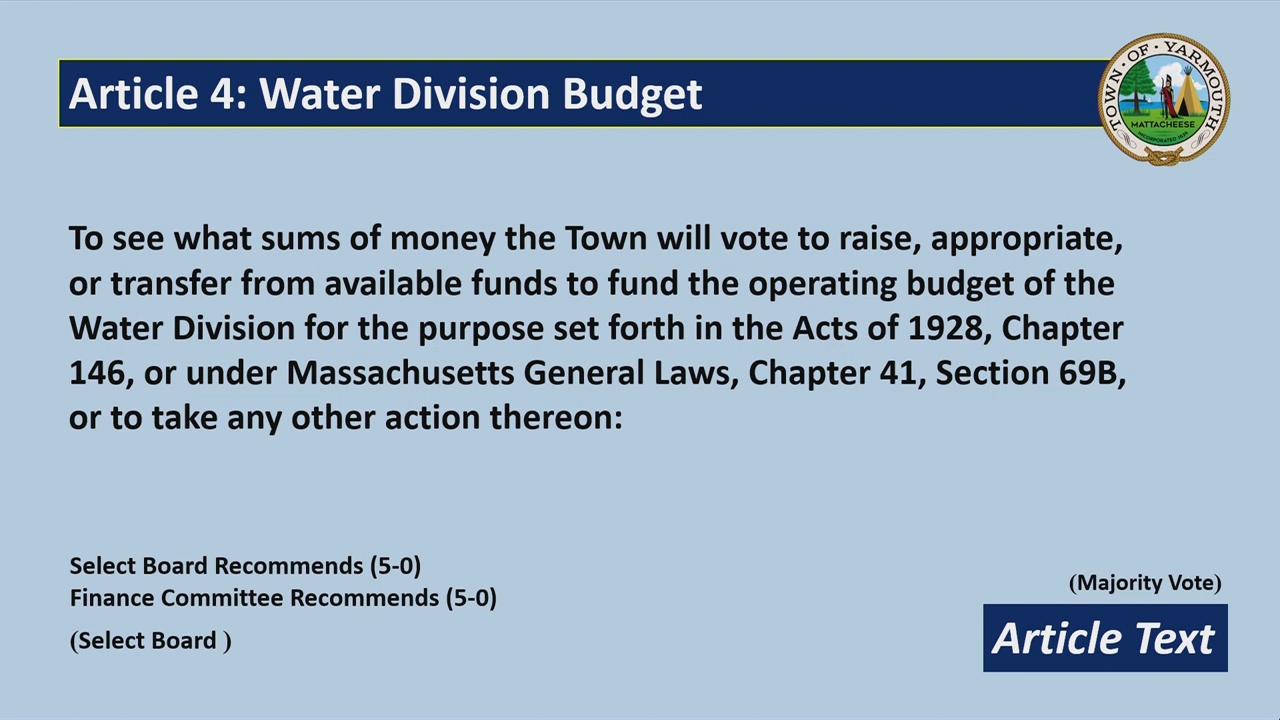 Article 4: Water Division Budget
TOWN · OF · YARMOUTH
MATTACHEESE
INCORPORATED 1639
To see what sums of money the Town will vote to raise, appropriate,
or transfer from available funds to fund the operating budget of the
Water Division for the purpose set forth in the Acts of 1928, Chapter
146, or under Massachusetts General Laws, Chapter 41, Section 69B,
or to take any other action thereon:
Select Board Recommends (5-0)
Finance Committee Recommends (5-0)
(Select Board )
(Majority Vote)
Article Text